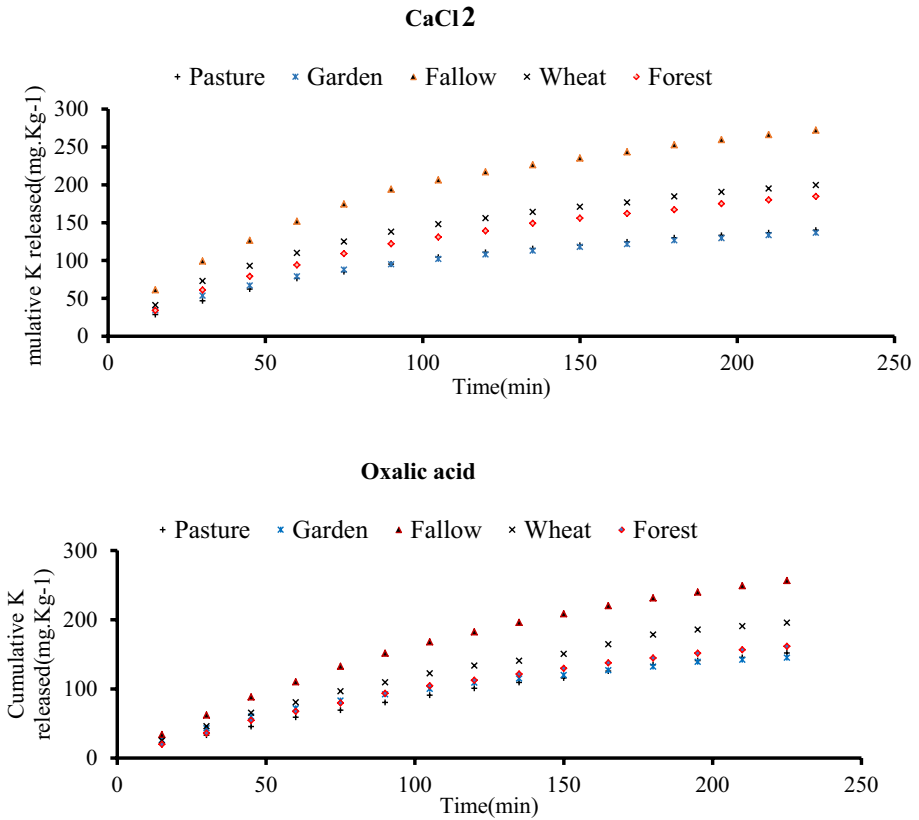 CaCl2
Pasture Garden Fallow Wheat Forest
mulative K released(mg.Kg-1)
300
250
200
150
100
50
0
0 50 100 150 200 250
Time(min)
Oxalic acid
Pasture Garden Fallow Wheat Forest
Cumulative K
released(mg.Kg-1)
300
200
100
0
0 50 100 150 200 250
Time(min)